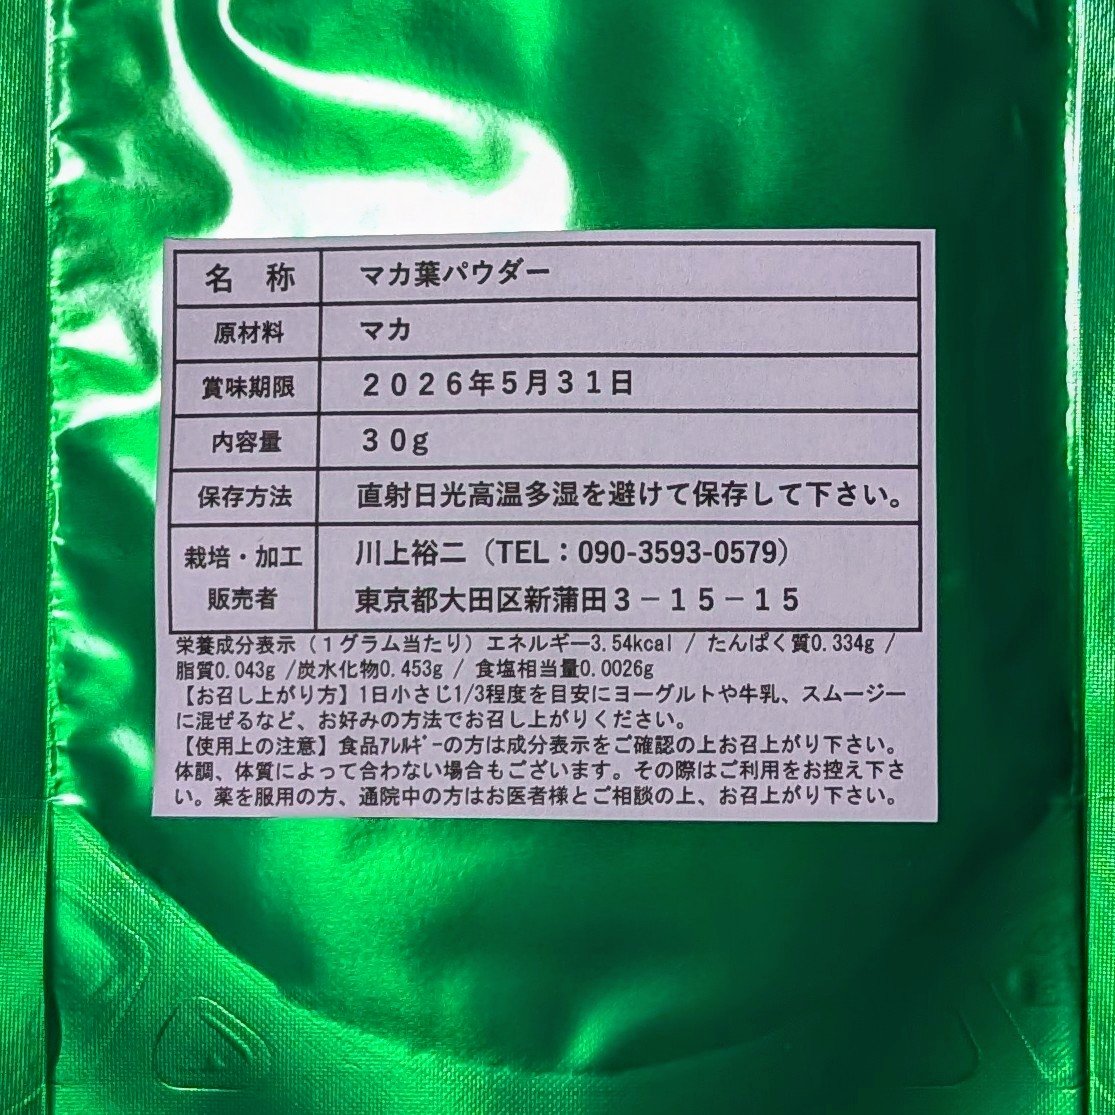 名　称　マカ葉パウダー
原材料　マカ
賞味期限　２０２６年５月３１日
内容量　３０g
保存方法　直射日光高温多湿を避けて保存して下さい。
栽培・加工　川上裕二（TEL：090-3593-0579）
販売者　東京都大田区新蒲田３－１５－１５
栄養成分表示（１グラム当たり）エネルギー3.54kcal / たんぱく質0.334g /
脂質0.043g /炭水化物0.453g / 食塩相当量0.0026g
【お召し上がり方】1日小さじ1/3程度を目安にヨーグルトや牛乳、スムージー
に混ぜるなど、お好みの方法でお召し上がりください。
【使用上の注意】食品ｱﾚﾙｷﾞｰの方は成分表示をご確認の上お召上がり下さい。
体調、体質によって合わない場合もございます。その際はご利用をお控え下さ
い。薬を服用の方、通院中の方はお医者様とご相談の上、お召上がり下さい。